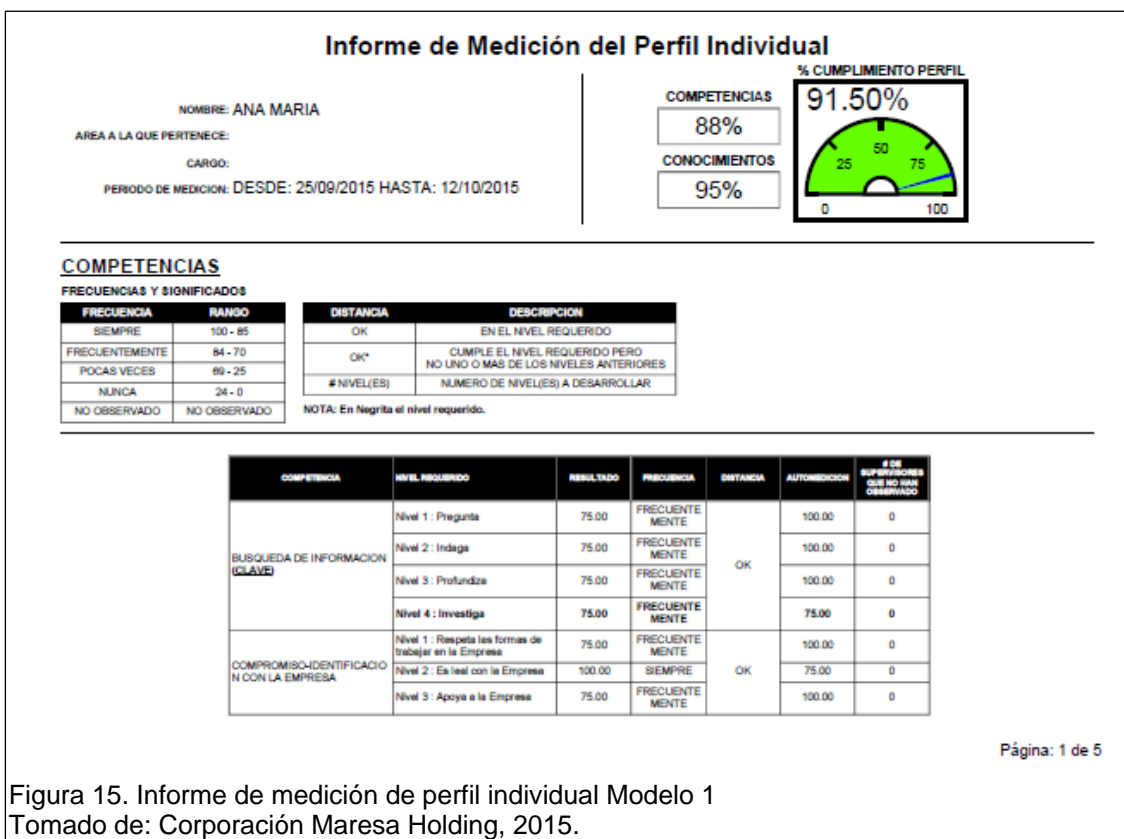 Informe de Medición del Perfil Individual
% CUMPLIMIENTO PERFIL
NOMBRE: ANA MARIA
AREA A LA QUE PERTENECE:
CARGO:
PERIODO DE MEDICION: DESDE: 25/09/2015 HASTA: 12/10/2015
COMPETENCIAS
88%
CONOCIMIENTOS
95%
91.50%
0 25 50 75 100
COMPETENCIAS
FRECUENCIAS Y SIGNIFICADOS
FRECUENCIA RANGO
SIEMPRE 100 - 85
FRECUENTEMENTE 84 - 70
POCAS VECES 69 - 25
NUNCA 24 - 0
NO OBSERVADO NO OBSERVADO
DISTANCIA DESCRIPCION
OK EN EL NIVEL REQUERIDO
OK* CUMPLE EL NIVEL REQUERIDO PERO
NO UNO O MAS DE LOS NIVELES ANTERIORES
# NIVEL(ES) NUMERO DE NIVEL(ES) A DESARROLLAR
NOTA: En Negrita el nivel requerido.
COMPETENCIA NIVEL REQUERIDO RESULTADO FRECUENCIA DISTANCIA AUTOMEDICION # DE
SUPERVISORES
QUE NO HAN
OBSERVADO
BUSQUEDA DE INFORMACION
(CLAVE)
Nivel 1 : Pregunta 75.00 FRECUENTE
MENTE 100.00 0
Nivel 2 : Indaga 75.00 FRECUENTE
MENTE 100.00 0
OK
Nivel 3 : Profundiza 75.00 FRECUENTE
MENTE 100.00 0
Nivel 4 : Investiga 75.00 FRECUENTE
MENTE 75.00 0
COMPROMISO-IDENTIFICACIO
N CON LA EMPRESA
Nivel 1 : Respeta las formas de
trabajar en la Empresa 75.00 FRECUENTE
MENTE 100.00 0
Nivel 2 : Es leal con la Empresa 100.00 SIEMPRE OK 75.00 0
Nivel 3 : Apoya a la Empresa 75.00 FRECUENTE
MENTE 100.00 0
Página: 1 de 5
Figura 15. Informe de medición de perfil individual Modelo 1
Tomado de: Corporación Maresa Holding, 2015.